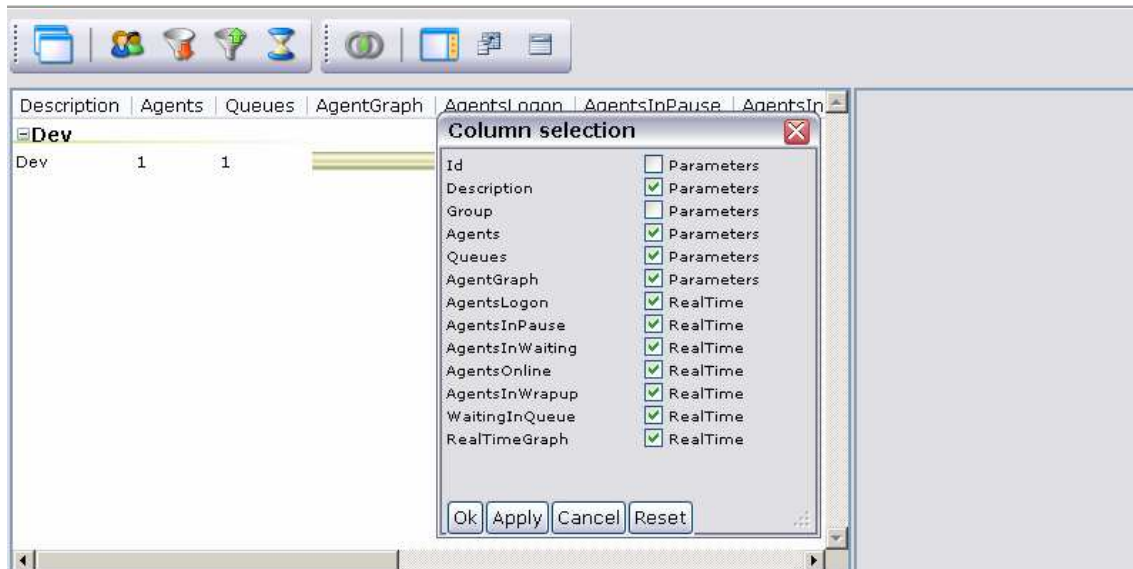 Description Agents Queues AgentGraph AgentsLogon AgentsInPause AgentsIn
Dev
Dev 1 1
Column selection
Id Parameters
Description Parameters
Group Parameters
Agents Parameters
Queues Parameters
AgentGraph Parameters
AgentsLogon RealTime
AgentsInPause RealTime
AgentsInWaiting RealTime
AgentsOnline RealTime
AgentsInWrapup RealTime
WaitingInQueue RealTime
RealTimeGraph RealTime
Ok Apply Cancel Reset